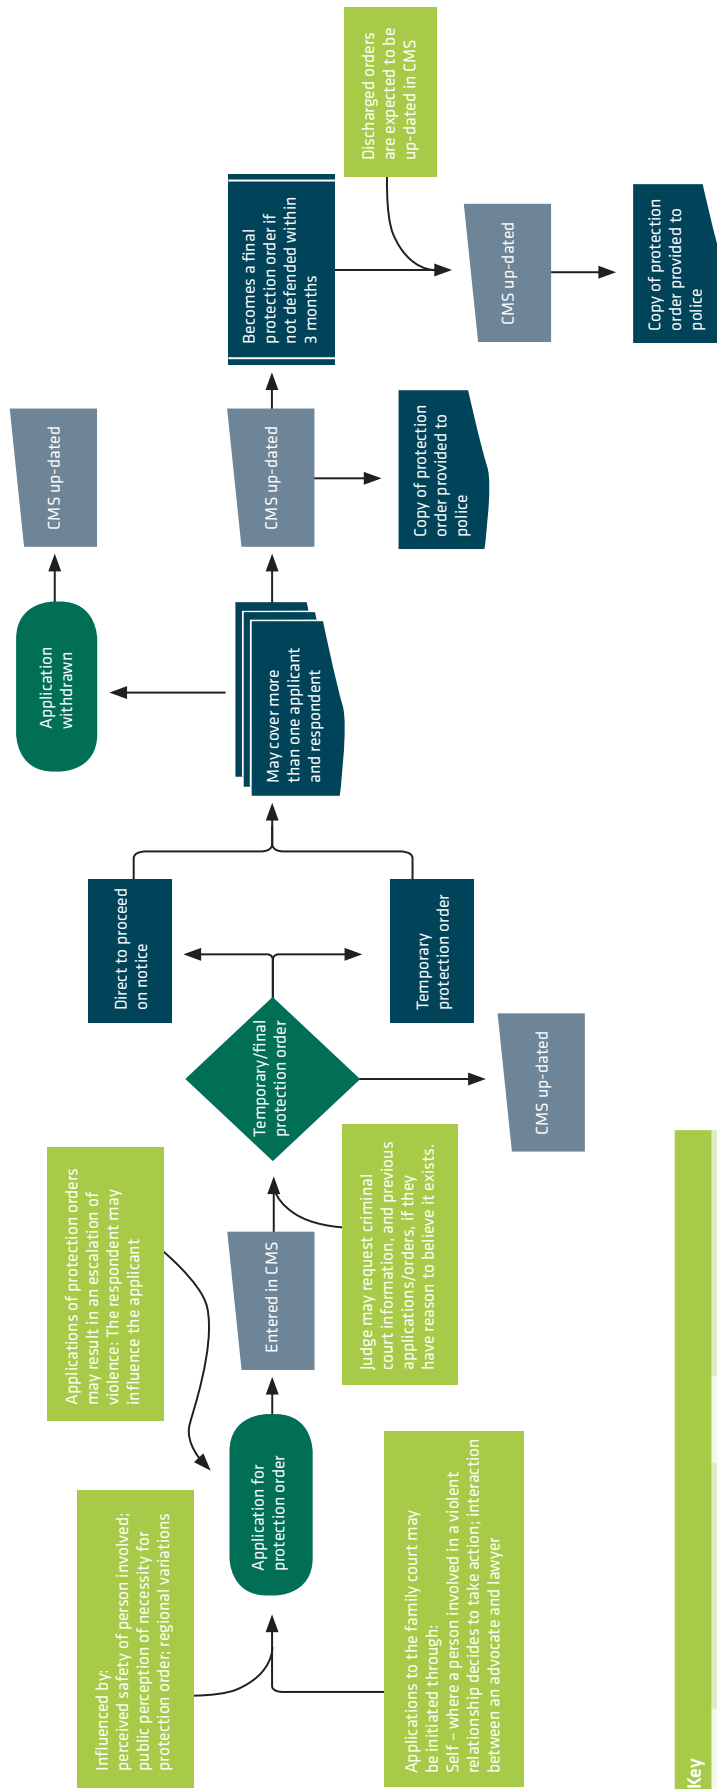 Influenced by:
perceived safety of person involved;
public perception of necessity for
protection order; regional variations
Applications to the family court may
be initiated through:
Self – where a person involved in a violent
relationship decides to take action; interaction
between an advocate and lawyer
Applications of protection orders
may result in an escalation of
violence: The respondent may
influence the applicant
Application for
protection order
Entered in CMS
Judge may request criminal
court information, and previous
applications/orders, if they
have reason to believe it exists.
Temporary/final
protection order
CMS up-dated
Direct to proceed
on notice
Temporary
protection order
May cover more
than one applicant
and respondent
Application
withdrawn
CMS up-dated
CMS up-dated
Copy of protection
order provided to
police
Becomes a final
protection order if
not defended within
3 months
Discharged orders
are expected to be
up-dated in CMS
CMS up-dated
Copy of protection
order provided to
police
Key